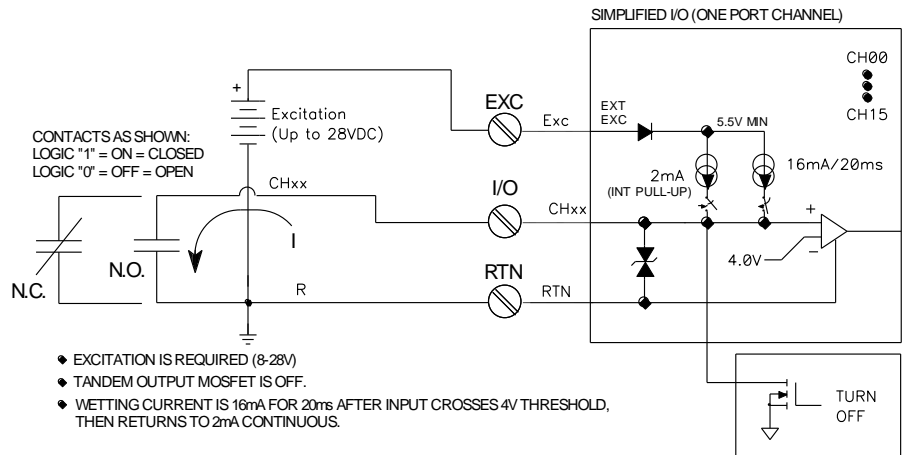 SIMPLIFIED I/O (ONE PORT CHANNEL)
CH00
CH15
+
Excitation
(Up to 28VDC)
EXC
Exc
EXT
EXC
5.5V MIN
2mA
(INT PULL-UP)
16mA/20ms
CONTACTS AS SHOWN:
LOGIC "1" = ON = CLOSED
LOGIC "0" = OFF = OPEN
CHxx
I/O
CHxx
+
4.0V
−
I
N.C.
N.O.
R
RTN
RTN
EXCITATION IS REQUIRED (8-28V)
TANDEM OUTPUT MOSFET IS OFF.
WETTING CURRENT IS 16mA FOR 20ms AFTER INPUT CROSSES 4V THRESHOLD,
THEN RETURNS TO 2mA CONTINUOUS.
TURN
OFF